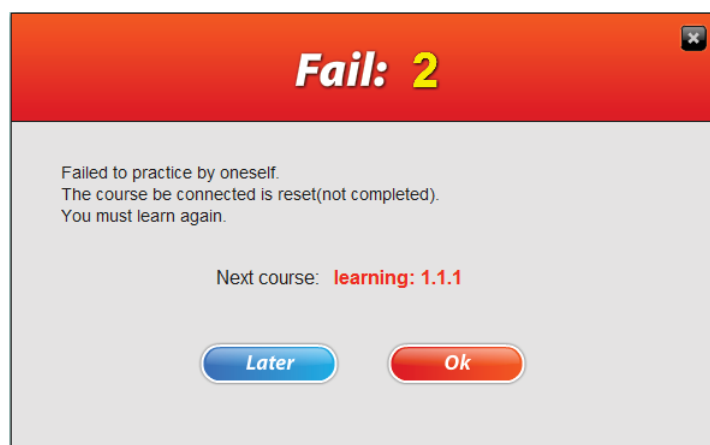 Fail: 2
Failed to practice by oneself.
The course be connected is reset(not completed).
You must learn again.
Next course: learning: 1.1.1
Later Ok